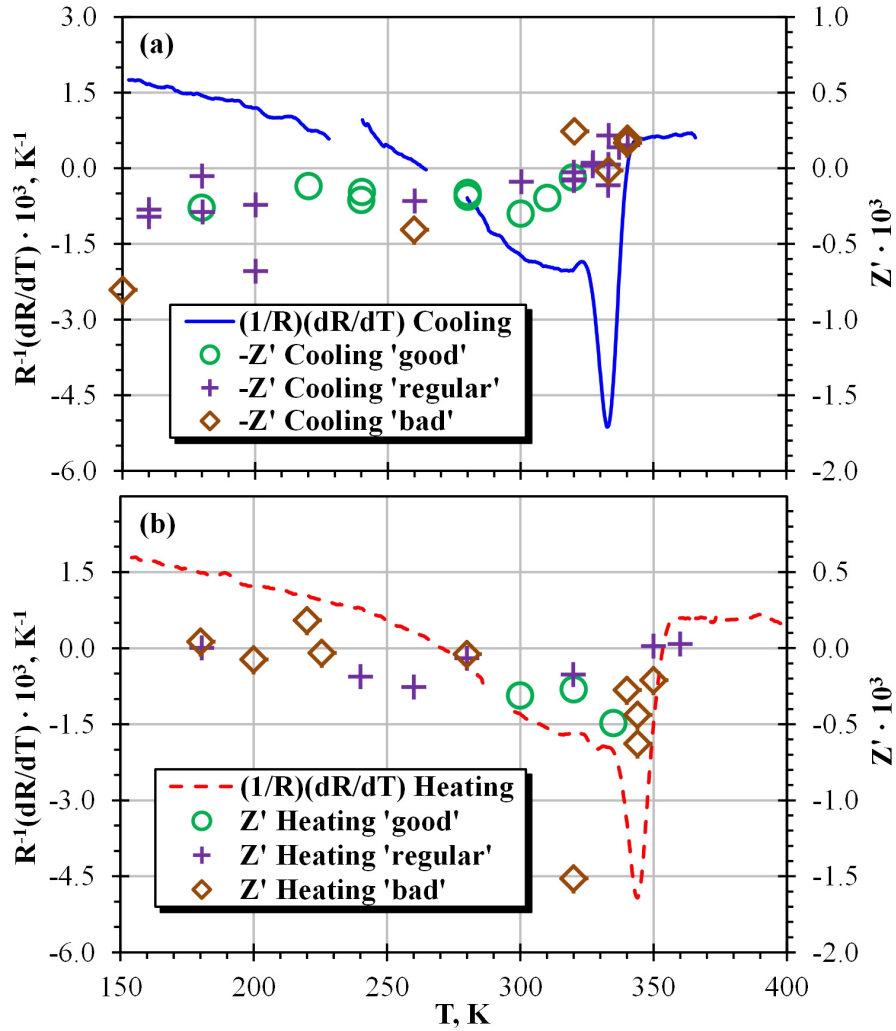 (a)
3.0
1.5
0.0
-1.5
-3.0
-4.5
-6.0
R⁻¹(dR/dT) · 10³, K⁻¹
1.0
0.5
0.0
-0.5
-1.0
-1.5
-2.0
Z' · 10³
(1/R)(dR/dT) Cooling
-Z' Cooling 'good'
-Z' Cooling 'regular'
-Z' Cooling 'bad'
(b)
1.5
0.0
-1.5
-3.0
-4.5
-6.0
R⁻¹(dR/dT) · 10³, K⁻¹
0.5
0.0
-0.5
-1.0
-1.5
-2.0
Z' · 10³
(1/R)(dR/dT) Heating
Z' Heating 'good'
Z' Heating 'regular'
Z' Heating 'bad'
150 200 250 300 350 400
T, K